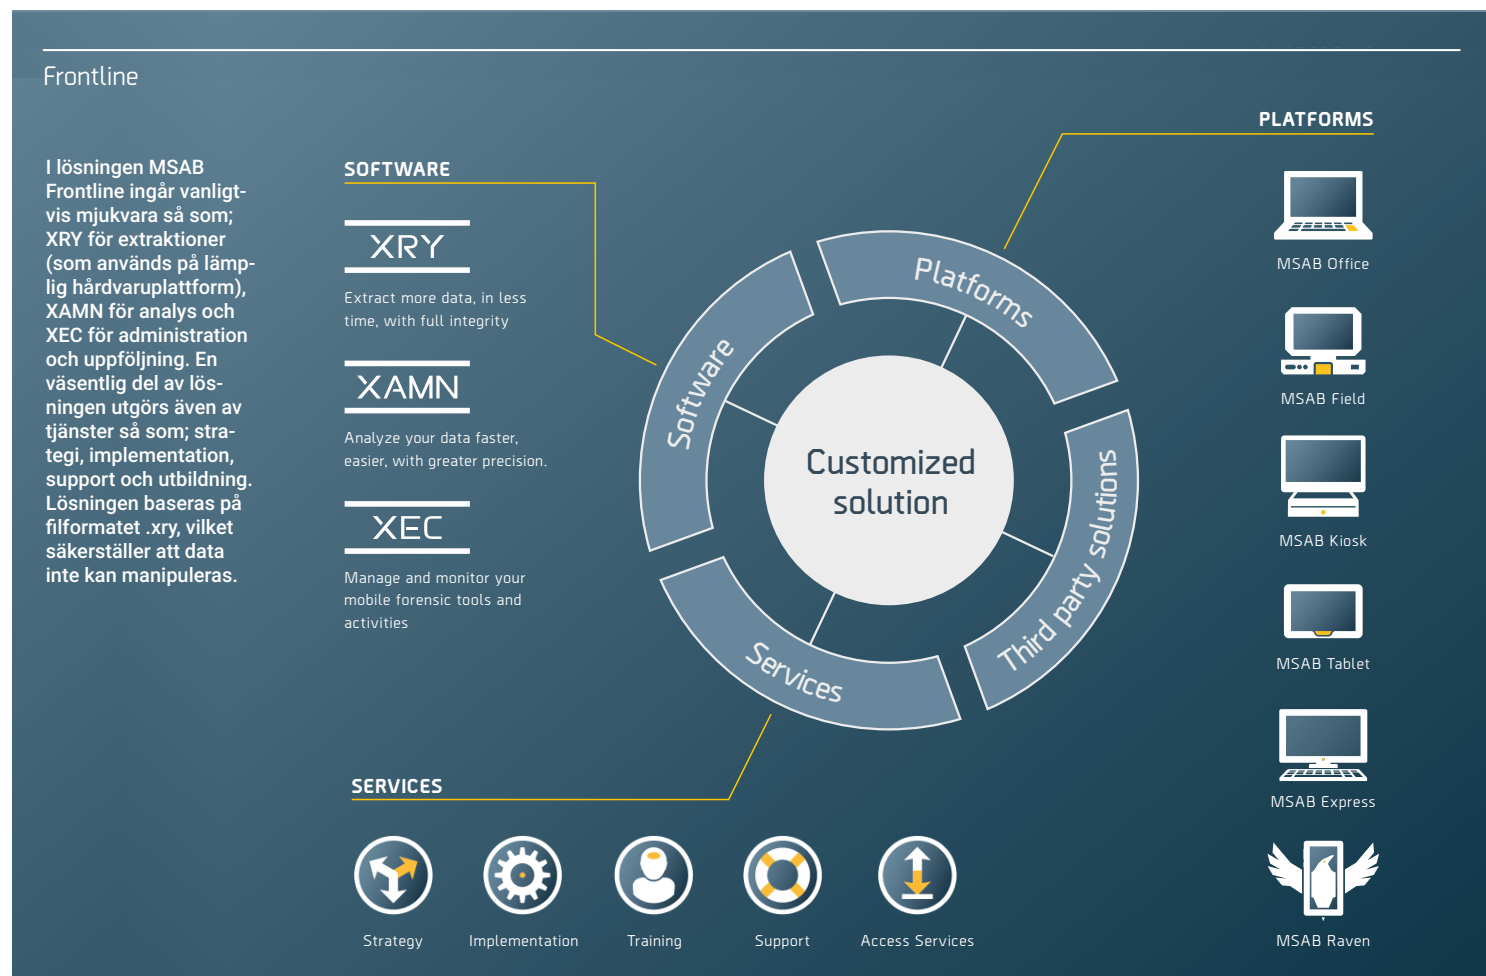 Frontline
I lösningen MSAB
Frontline ingår vanligt-
vis mjukvara så som;
XRY för extraktioner
(som används på lämp-
lig hårdvaruplattform),
XAMN för analys och
XEC för administration
och uppföljning. En
väsentlig del av lös-
ningen utgörs även av
tjänster så som; stra-
tegi, implementation,
support och utbildning.
Lösningen baseras på
filformatet .xry, vilket
säkerställer att data
inte kan manipuleras.
SOFTWARE
XRY
Extract more data, in less
time, with full integrity
XAMN
Analyze your data faster,
easier, with greater precision.
XEC
Manage and monitor your
mobile forensic tools and
activities
Software
Platforms
Third party solutions
Services
Customized
solution
PLATFORMS
MSAB Office
MSAB Field
MSAB Kiosk
MSAB Tablet
MSAB Express
MSAB Raven
SERVICES
Strategy
Implementation
Training
Support
Access Services